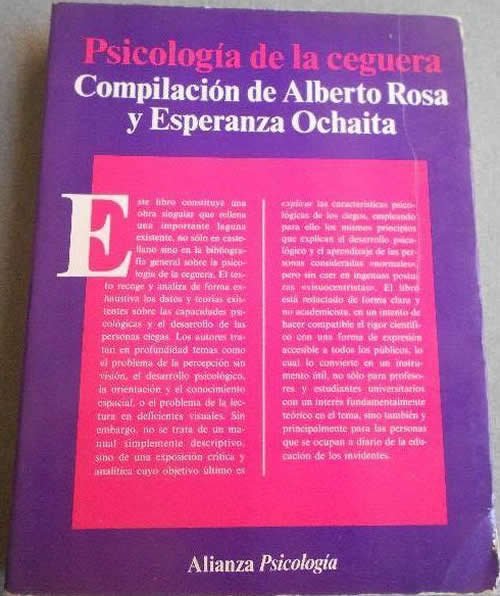 Psicología de la ceguera
Compilación de Alberto Rosa
y Esperanza Ochaita
Este libro constituye una
obra singular que rellena
una importante laguna
existente, no sólo en caste-
llano sino en la bibliogra-
fía general sobre la psico-
logía de la ceguera. El tex-
to recoge y analiza de forma ex-
haustiva los datos y teorías exis-
tentes sobre las capacidades psi-
cológicas y el desarrollo de las
personas ciegas. Los autores tra-
tan en profundidad temas como
el problema de la percepción sin
visión, el desarrollo psicológico,
la orientación y el conocimiento
espacial, o el problema de la lec-
tura en deficientes visuales. Sin
embargo, no se trata de un ma-
nual simplemente descriptivo,
sino de una exposición crítica y
analítica cuyo objetivo último es
explicar las características psico-
lógicas de los ciegos, empleando
para ello los mismos principios
que explican el desarrollo psico-
lógico y el aprendizaje de las per-
sonas consideradas «normales»,
pero sin caer en ingenuas postu-
ras «visuocentristas». El libro
está redactado de forma clara y
no academicista, en un intento de
hacer compatible el rigor científi-
co con una forma de expresión
accesible a todos los públicos, lo
cual lo convierte en un instru-
mento útil, no sólo para profeso-
res y estudiantes universitarios
con un interés fundamentalmente
teórico en el tema, sino también y
principalmente para las personas
que se ocupan a diario de la edu-
cación de los invidentes.
Alianza Psicología